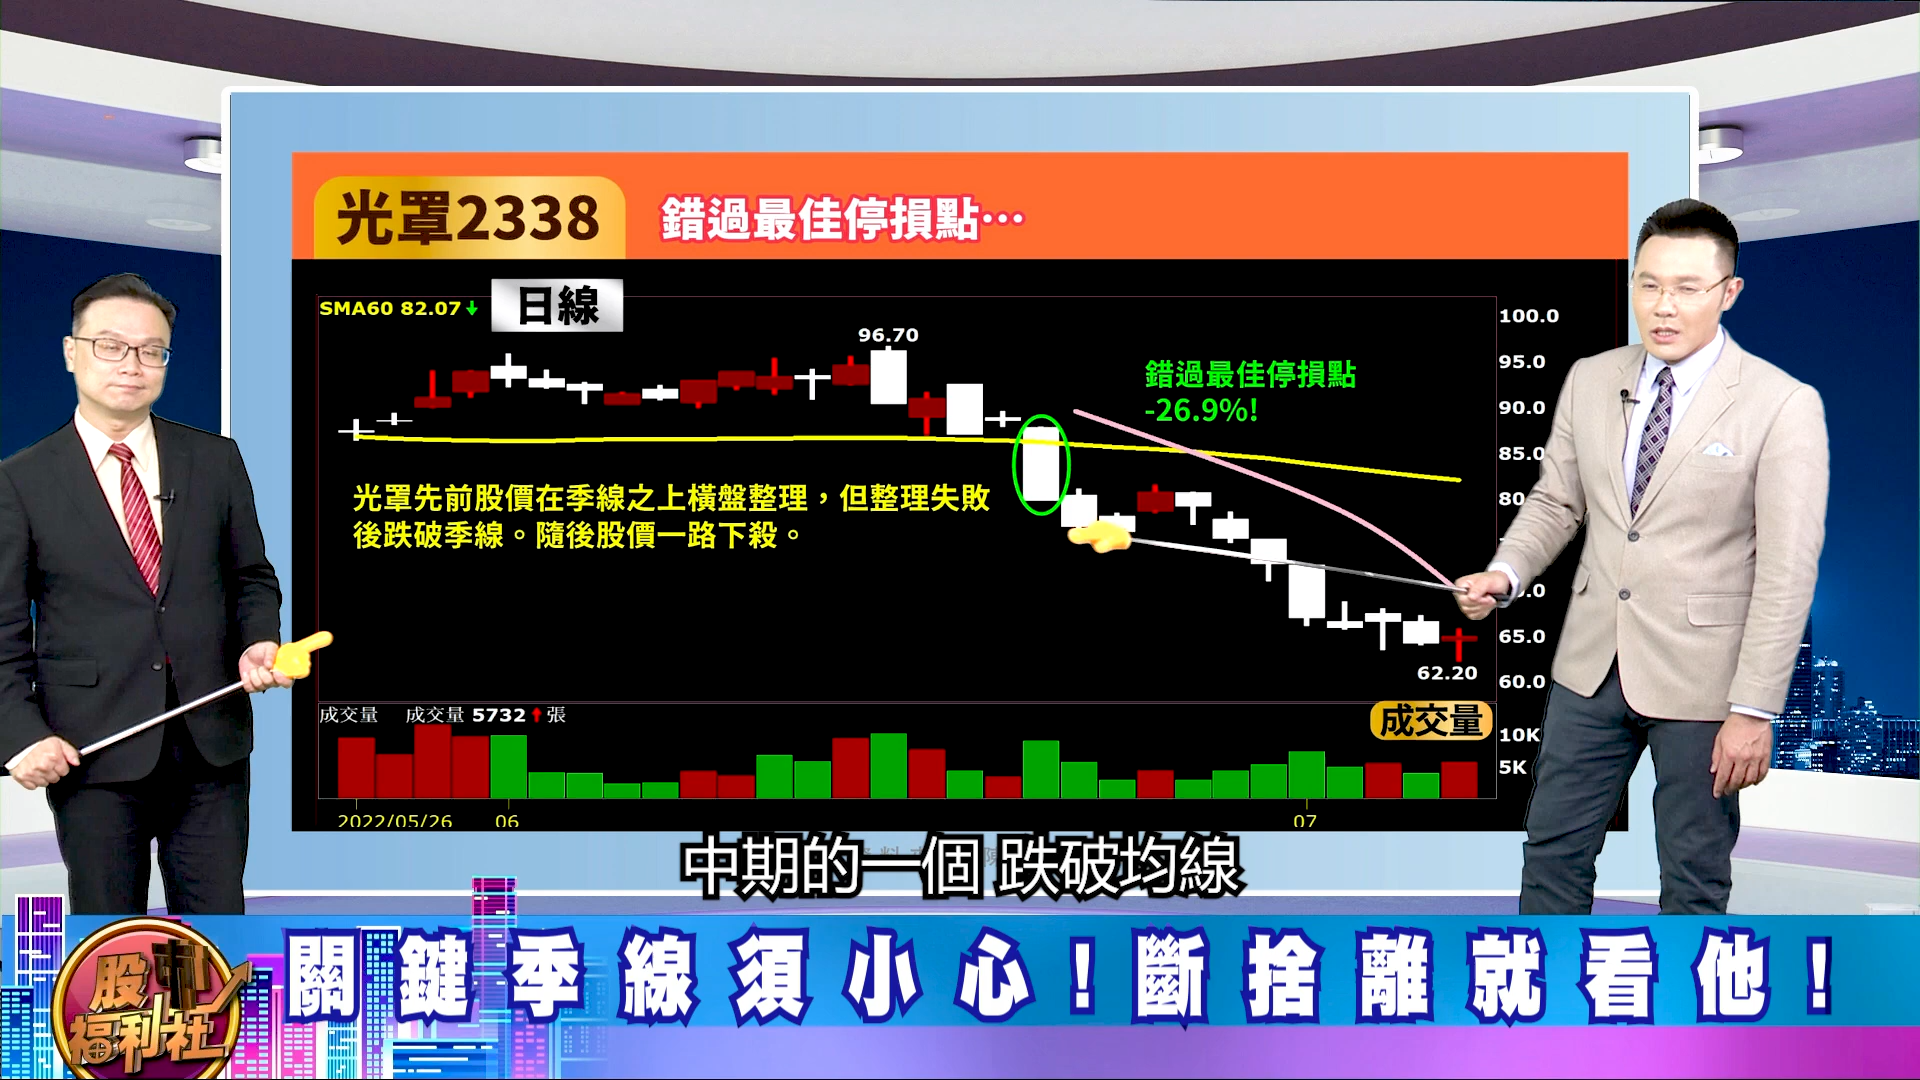 光罩2338
錯過最佳停損點…
SMA60 82.07↓
日線
96.70
錯過最佳停損點
-26.9%!
光罩先前股價在季線之上橫盤整理，但整理失敗
後跌破季線。隨後股價一路下殺。
62.20
100.0
95.0
90.0
85.0
80
65.0
60.0
成交量 成交量 5732↑張
成交量
10K
5K
2022/05/26 06 07
中期的一個 跌破均線
股市
福利社
關鍵季線須小心!斷捨離就看他!